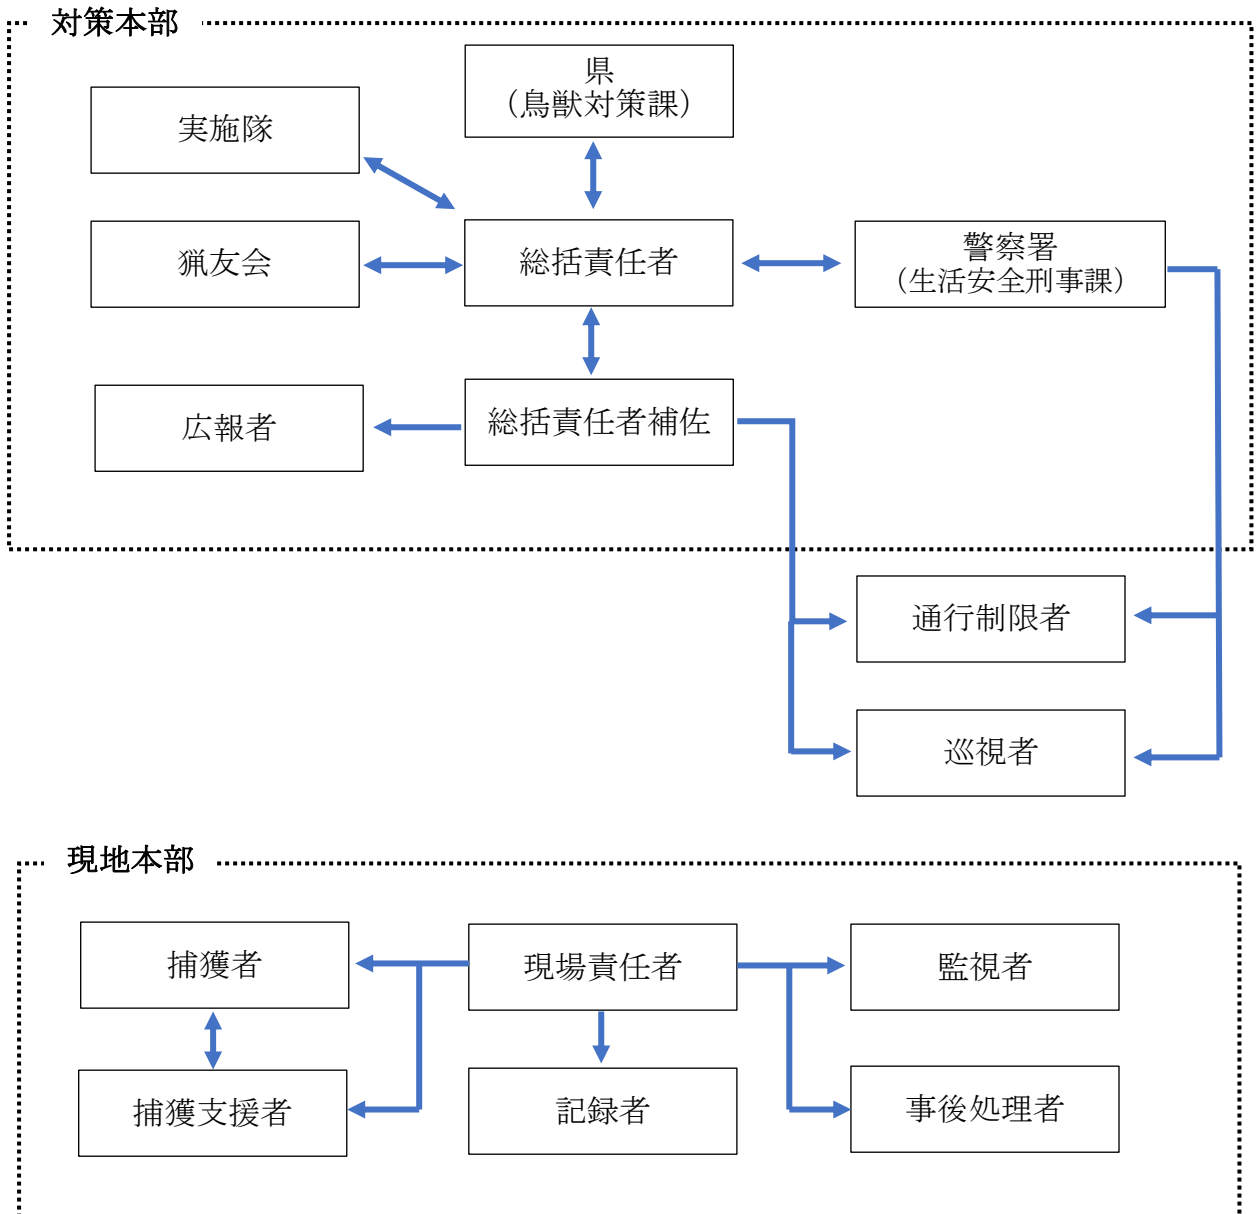 対策本部
県
（鳥獣対策課）
実施隊
猟友会
総括責任者
警察署
（生活安全刑事課）
広報者
総括責任者補佐
通行制限者
巡視者
現地本部
捕獲者
現場責任者
監視者
捕獲支援者
記録者
事後処理者